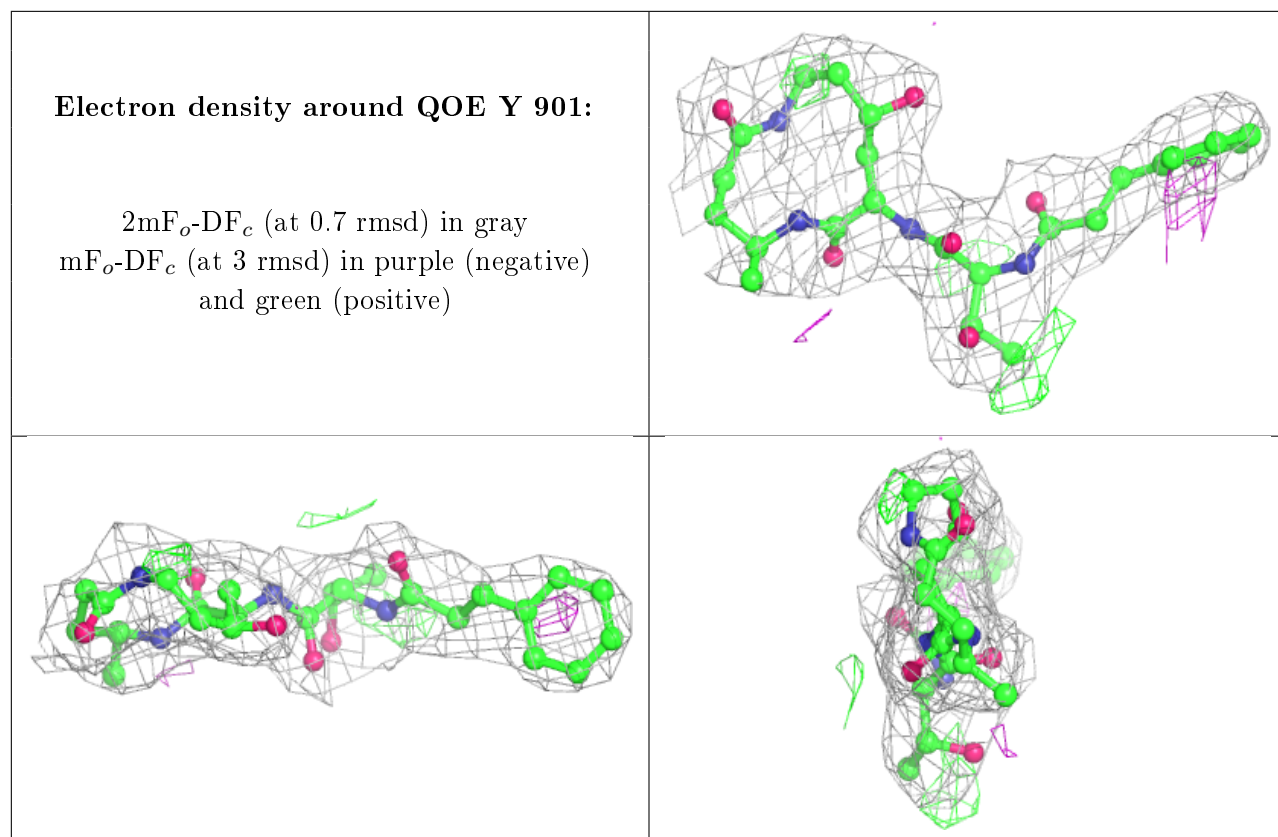 Electron density around QOE Y 901:
2mFo-DFc (at 0.7 rmsd) in gray
mFo-DFc (at 3 rmsd) in purple (negative)
and green (positive)